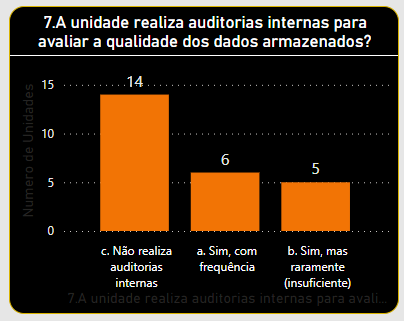 7.A unidade realiza auditorias internas para
avaliar a qualidade dos dados armazenados?
Número de Unidades
15
10
5
0
14
6
5
c. Não realiza
auditorias
internas
a. Sim, com
frequência
b. Sim, mas
raramente
(insuficiente)
7.A unidade realiza auditorias internas para avali...